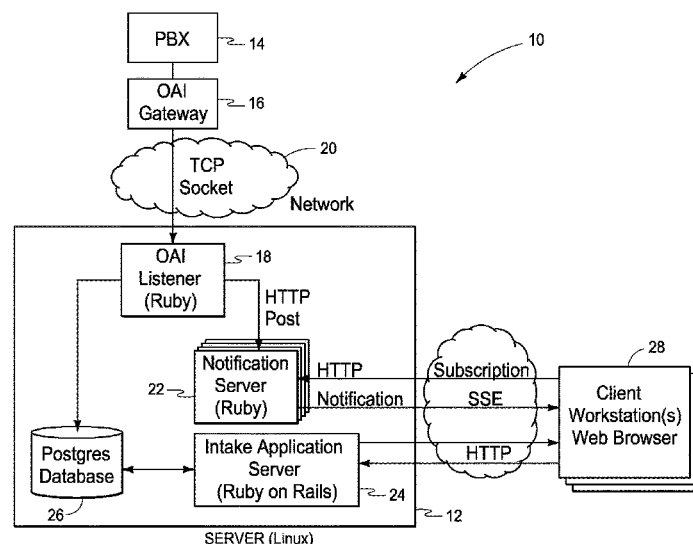 PBX
14
10
OAI
Gateway
16
20
TCP
Socket
Network
OAI
Listener
(Ruby)
18
HTTP
Post
28
Notification
Server
(Ruby)
22
HTTP
Subscription
Notification
SSE
Client
Workstation(s)
Web Browser
Postgres
Database
26
Intake Application
Server
(Ruby on Rails)
24
HTTP
12
SERVER (Linux)